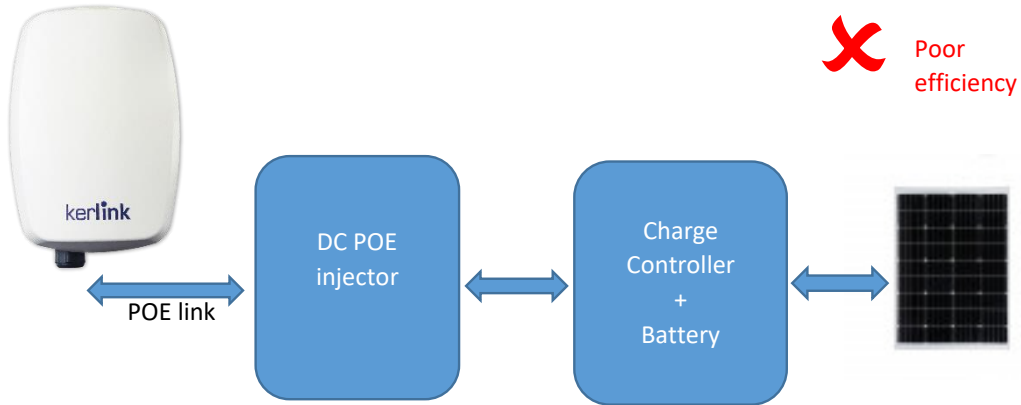 Poor
efficiency
kerlink
DC POE
injector
Charge
Controller
+
Battery
POE link